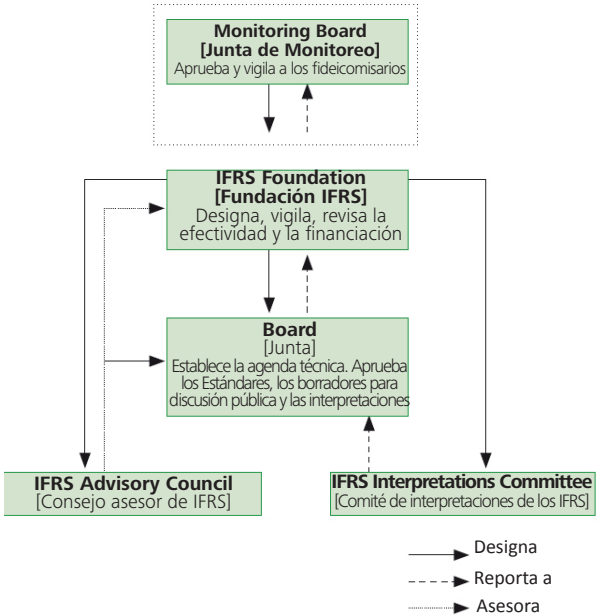 Monitoring Board
[Junta de Monitoreo]
Aprueba y vigila a los fideicomisarios
IFRS Foundation
[Fundación IFRS]
Designa, vigila, revisa la
efectividad y la financiación
Board
[Junta]
Establece la agenda técnica. Aprueba
los Estándares, los borradores para
discusión pública y las interpretaciones
IFRS Advisory Council
[Consejo asesor de IFRS]
IFRS Interpretations Committee
[Comité de interpretaciones de los IFRS]
Designa
Reporta a
Asesora